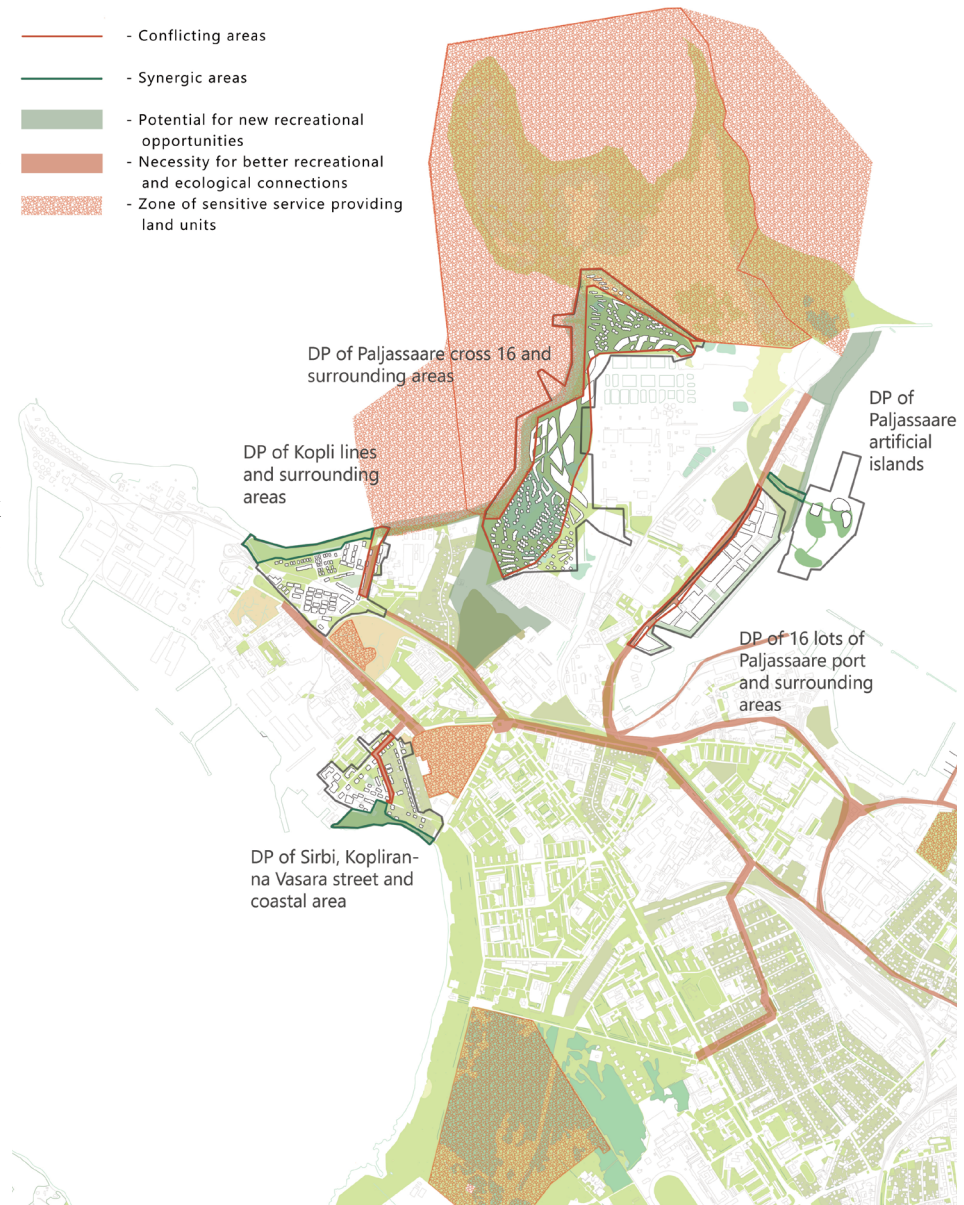 - Conflicting areas
- Synergic areas
- Potential for new recreational
opportunities
- Necessity for better recreational
and ecological connections
- Zone of sensitive service providing
land units
DP of Paljassaare cross 16 and
surrounding areas
DP of
Paljassaare
artificial
islands
DP of Kopli lines
and surrounding
areas
DP of 16 lots of
Paljassaare port
and surrounding
areas
DP of Sirbi, Kopliran-
na Vasara street and
coastal area